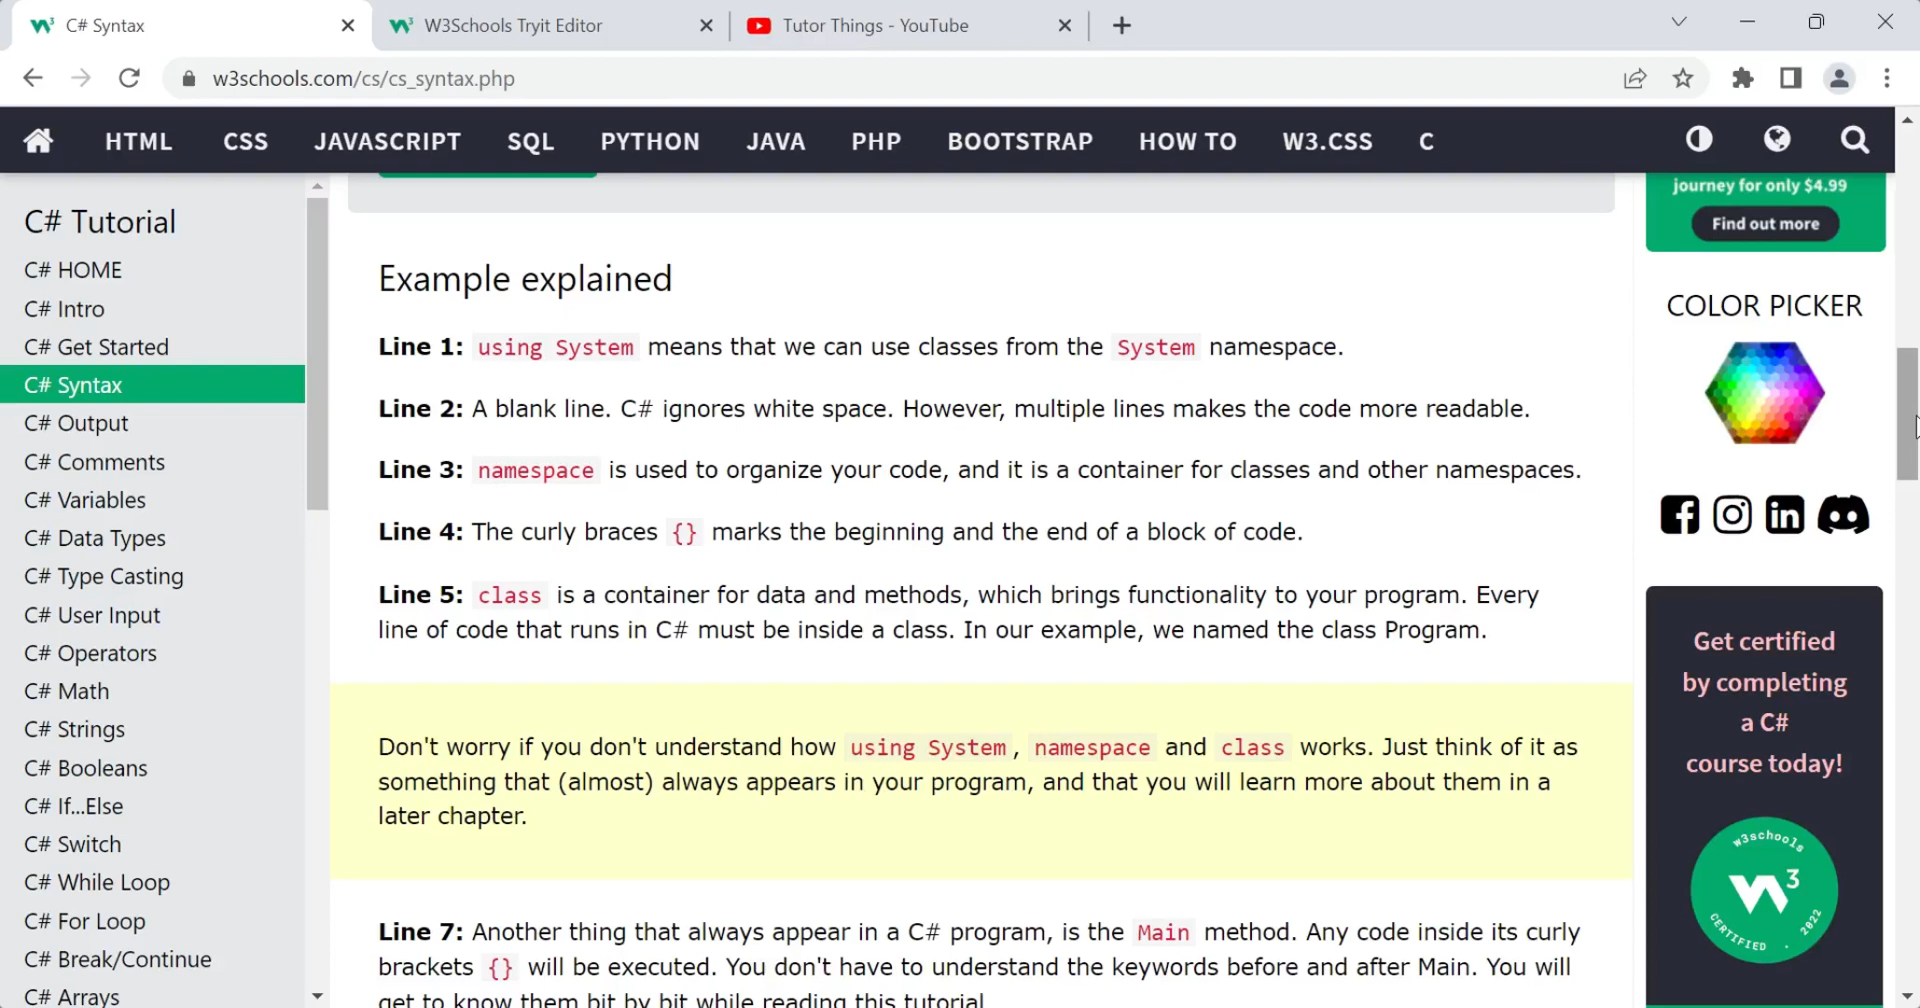 C# Syntax
W3Schools Tryit Editor
Tutor Things - YouTube
w3schools.com/cs/cs_syntax.php
HTML CSS JAVASCRIPT SQL PYTHON JAVA PHP BOOTSTRAP HOW TO W3.CSS C
C# Tutorial
C# HOME
C# Intro
C# Get Started
C# Syntax
C# Output
C# Comments
C# Variables
C# Data Types
C# Type Casting
C# User Input
C# Operators
C# Math
C# Strings
C# Booleans
C# If...Else
C# Switch
C# While Loop
C# For Loop
C# Break/Continue
C# Arrays
Example explained
Line 1: using System means that we can use classes from the System namespace.
Line 2: A blank line. C# ignores white space. However, multiple lines makes the code more readable.
Line 3: namespace is used to organize your code, and it is a container for classes and other namespaces.
Line 4: The curly braces {} marks the beginning and the end of a block of code.
Line 5: class is a container for data and methods, which brings functionality to your program. Every
line of code that runs in C# must be inside a class. In our example, we named the class Program.
Don't worry if you don't understand how using System, namespace and class works. Just think of it as
something that (almost) always appears in your program, and that you will learn more about them in a
later chapter.
Line 7: Another thing that always appear in a C# program, is the Main method. Any code inside its curly
brackets {} will be executed. You don't have to understand the keywords before and after Main. You will
get to know them bit by bit while reading this tutorial
journey for only $4.99
Find out more
COLOR PICKER
Get certified
by completing
a C#
course today!
w3schools
W3
CERTIFIED . 2022